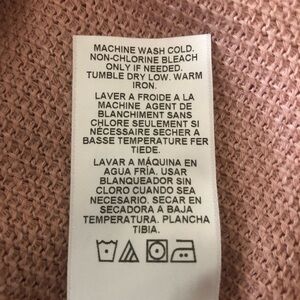 MACHINE WASH COLD.
NON-CHLORINE BLEACH
ONLY IF NEEDED.
TUMBLE DRY LOW. WARM
IRON.
LAVER A FROIDE A LA
MACHINE AGENT DE
BLANCHIMENT SANS
CHLORE SEULEMENT SI
NÉCESSAIRE SECHER A
BASSE TEMPERATURE FER
TIEDE.
LAVAR A MÁQUINA EN
AGUA FRÍA. USAR
BLANQUEADOR SIN
CLORO CUANDO SEA
NECESARIO. SECAR EN
SECADORA A BAJA
TEMPERATURA. PLANCHA
TIBIA.